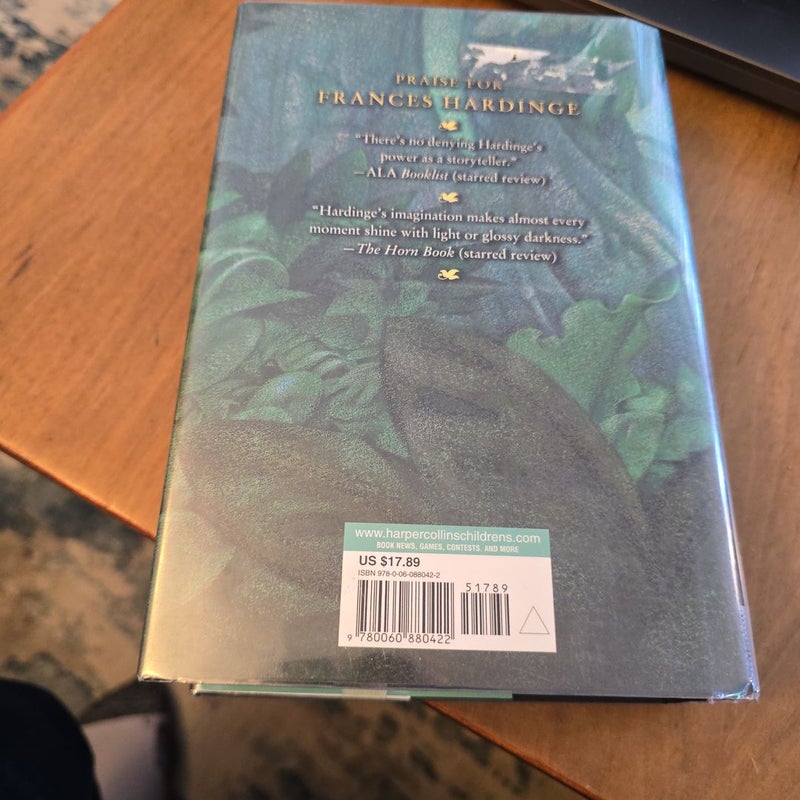 PRAISE FOR
FRANCES HARDINGE
“There’s no denying Hardinge’s
power as a storyteller.”
—ALA Booklist (starred review)
“Hardinge’s imagination makes almost every
moment shine with light or glossy darkness.”
—The Horn Book (starred review)
www.harpercollinschildrens.com
BOOK NEWS, GAMES, CONTESTS, AND MORE
US $17.89
ISBN 978-0-06-088042-2
51789
9 780060 880422